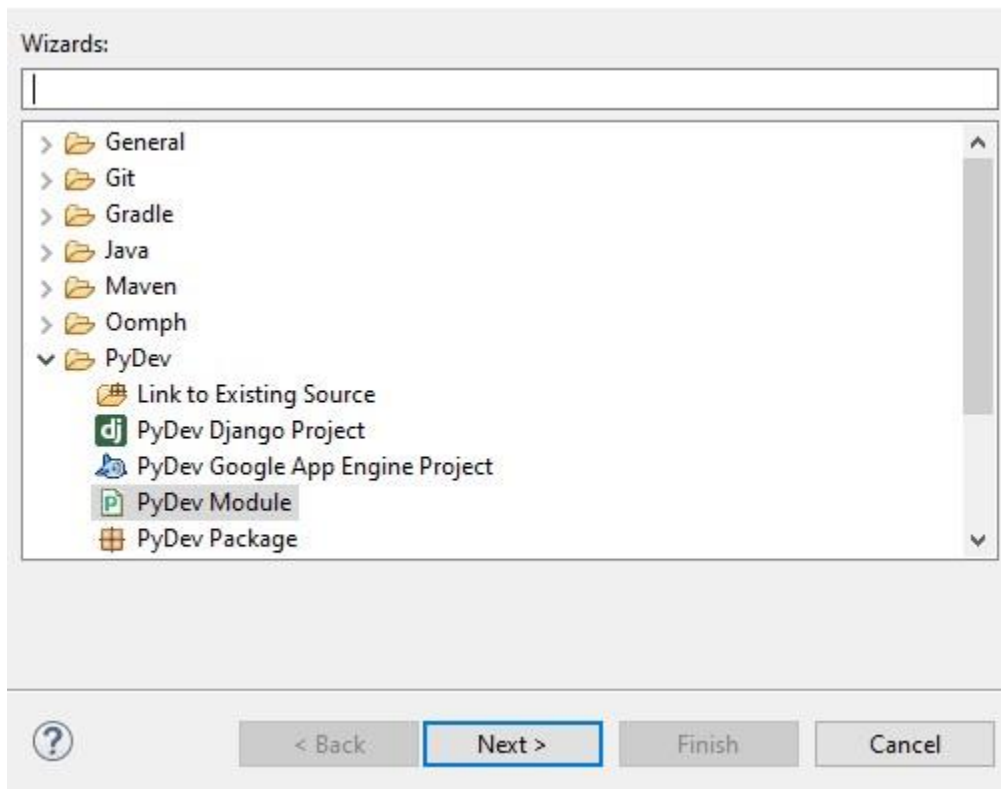 Wizards:
General
Git
Gradle
Java
Maven
Oomph
PyDev
Link to Existing Source
dj PyDev Django Project
PyDev Google App Engine Project
P PyDev Module
PyDev Package
? < Back Next > Finish Cancel